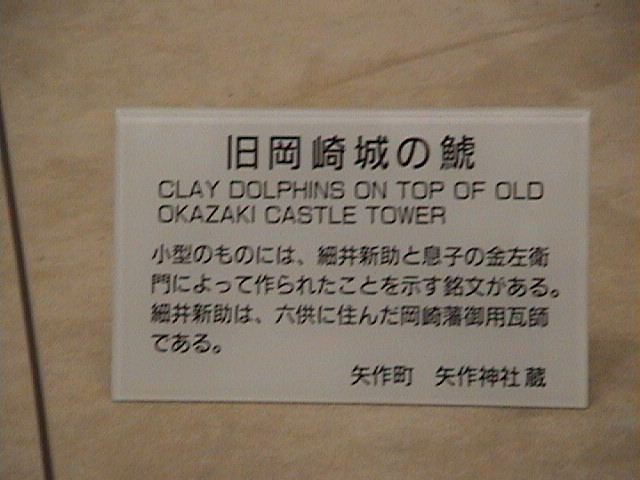 旧岡崎城の鯱
CLAY DOLPHINS ON TOP OF OLD
OKAZAKI CASTLE TOWER
小型のものには、細井新助と息子の金左衛
門によって作られたことを示す銘文がある。
細井新助は、六供に住んだ岡崎藩御用瓦師
である。
矢作町　矢作神社蔵